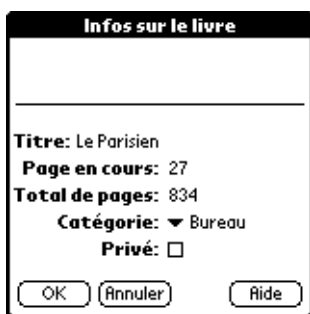 Infos sur le livre
Titre: Le Parisien
Page en cours: 27
Total de pages: 834
Catégorie: Bureau
Privé:
OK Annuler Aide